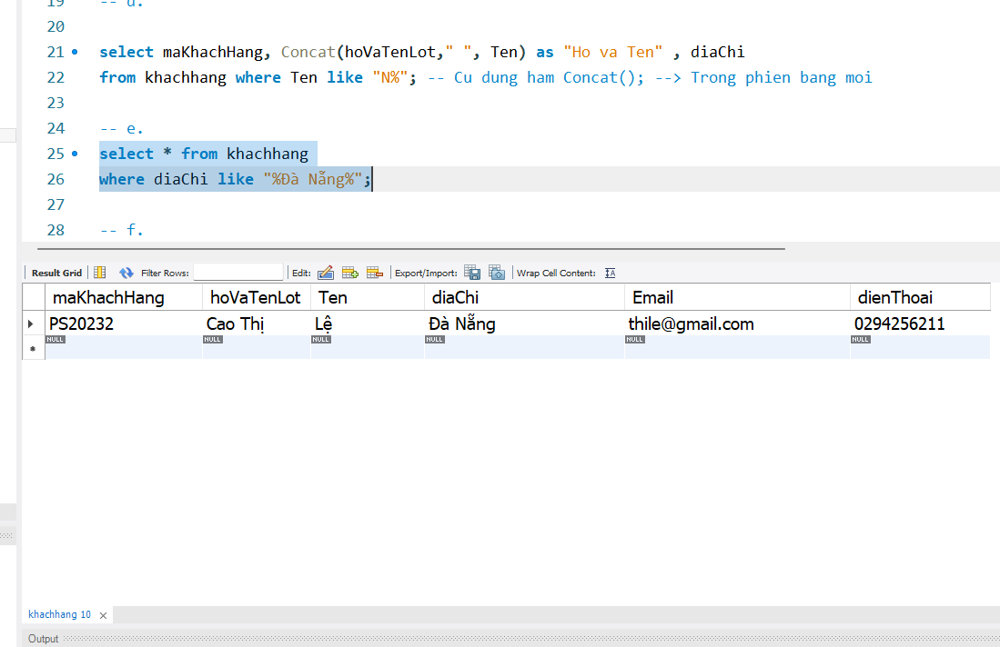 19 -- d.
20
21 select maKhachHang, Concat(hoVaTenLot," ", Ten) as "Ho va Ten" , diaChi
22 from khachhang where Ten like "N%"; -- Cu dung ham Concat(); --> Trong phien bang moi
23
24 -- e.
25 select * from khachhang
26 where diaChi like "%Đà Nẵng%";
27
28 -- f.
Result Grid Filter Rows: Edit: Export/Import: Wrap Cell Content: IA
maKhachHang hoVaTenLot Ten diaChi Email dienThoai
PS20232 Cao Thị Lệ Đà Nẵng thile@gmail.com 0294256211
NULL NULL NULL NULL NULL NULL
khachhang 10
Output